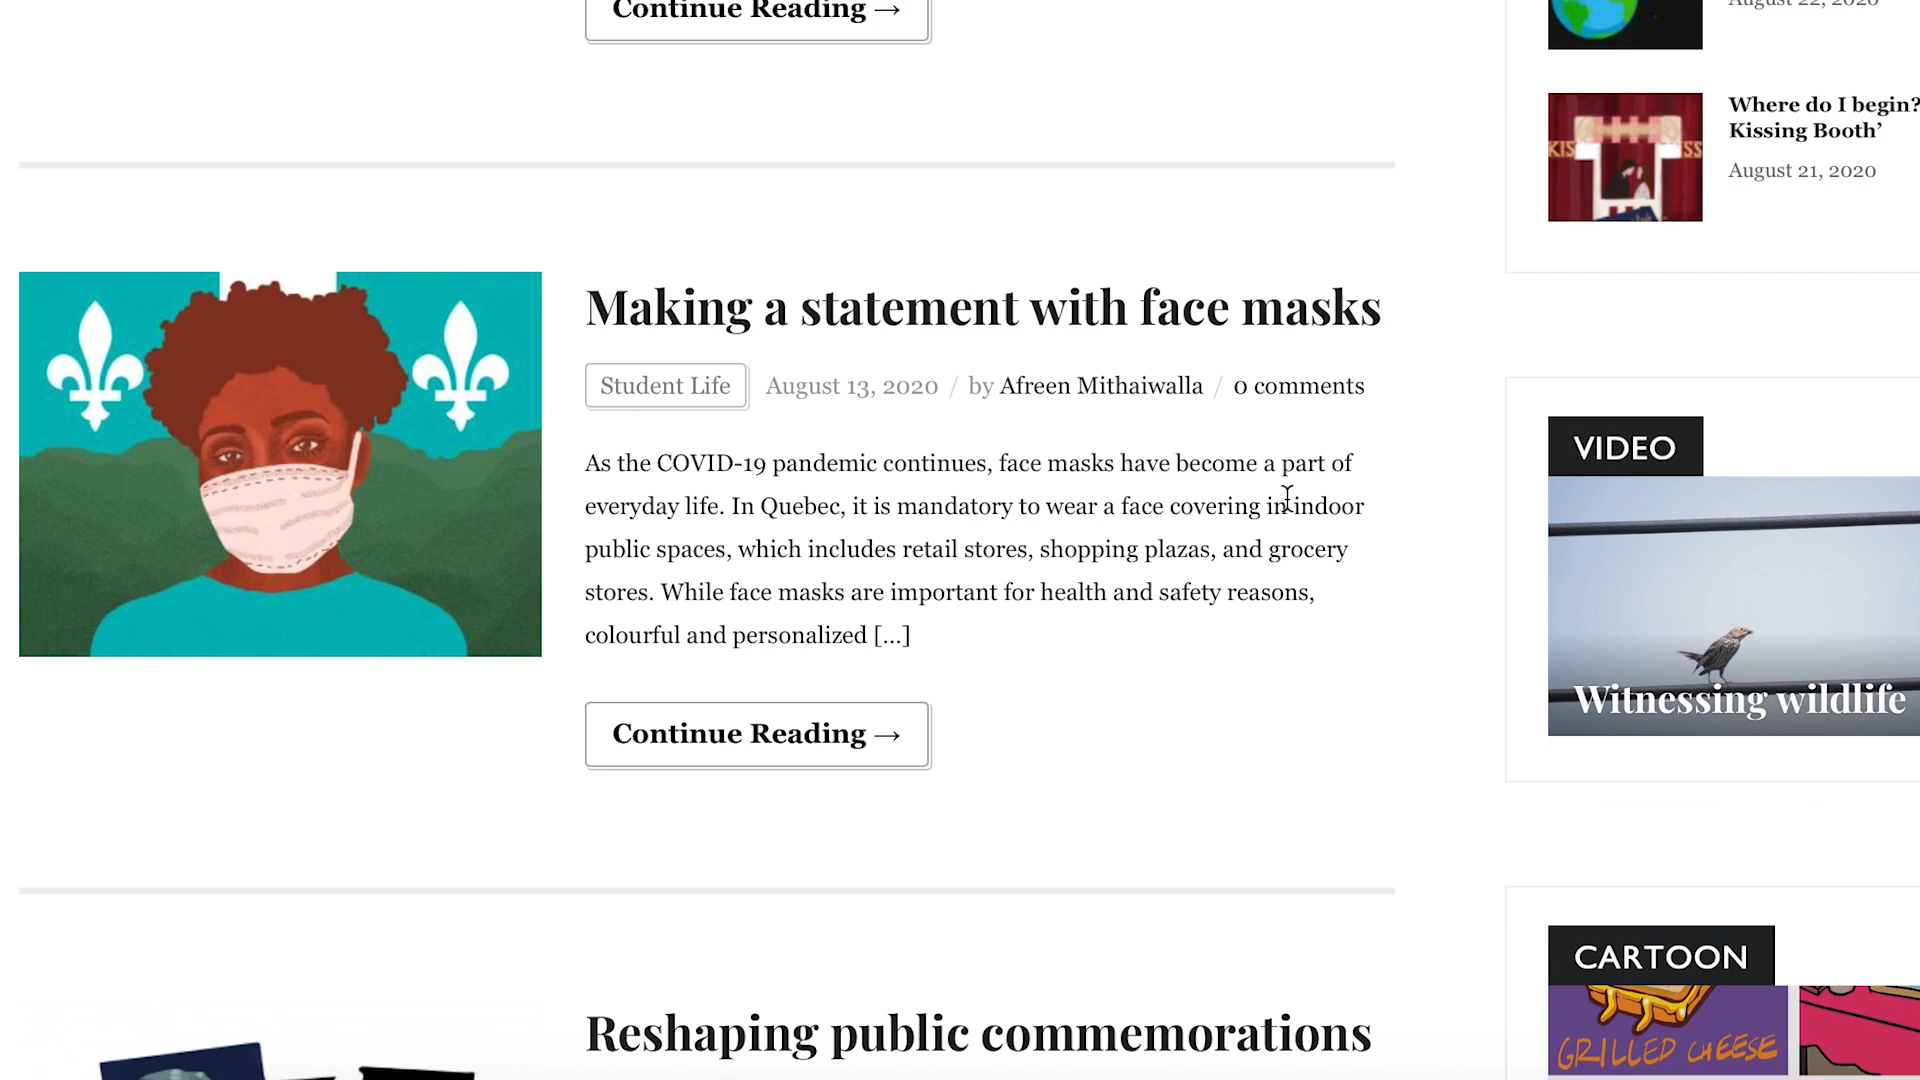 Continue Reading →
August 22, 2020
Where do I begin?
Kissing Booth’
August 21, 2020
KIS SS
Making a statement with face masks
Student Life August 13, 2020 / by Afreen Mithaiwalla / 0 comments
As the COVID-19 pandemic continues, face masks have become a part of
everyday life. In Quebec, it is mandatory to wear a face covering in indoor
public spaces, which includes retail stores, shopping plazas, and grocery
stores. While face masks are important for health and safety reasons,
colourful and personalized [...]
Continue Reading →
VIDEO
Witnessing wildlife
CARTOON
GRILLED CHEESE
Reshaping public commemorations